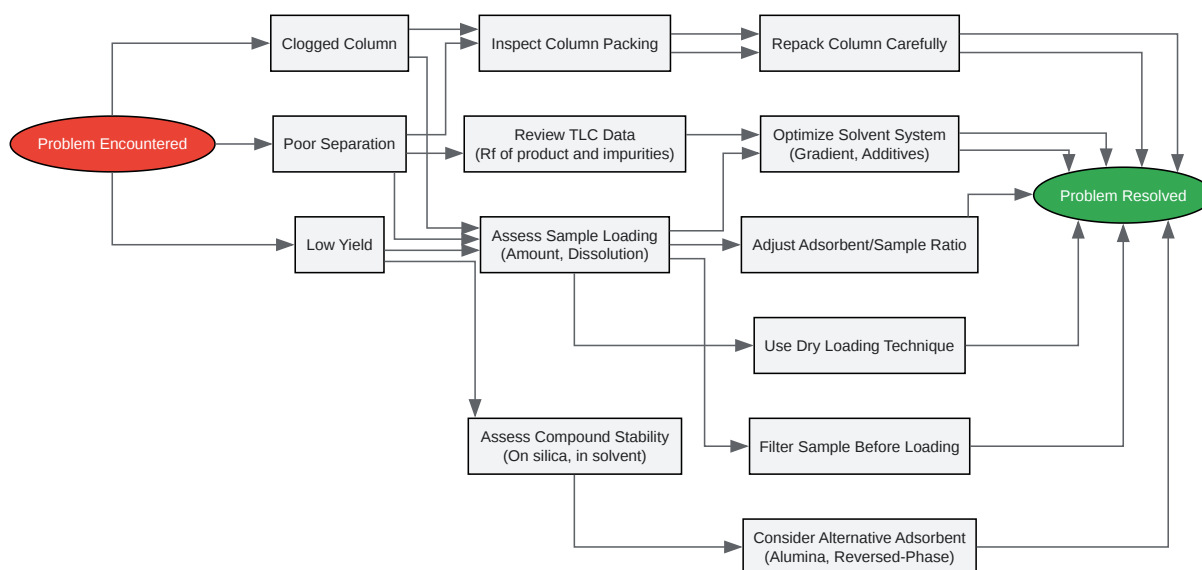 Clogged Column
Inspect Column Packing
Repack Column Carefully
Problem Encountered
Poor Separation
Review TLC Data
(Rf of product and impurities)
Optimize Solvent System
(Gradient, Additives)
Problem Resolved
Low Yield
Assess Sample Loading
(Amount, Dissolution)
Adjust Adsorbent/Sample Ratio
Use Dry Loading Technique
Assess Compound Stability
(On silica, in solvent)
Filter Sample Before Loading
Consider Alternative Adsorbent
(Alumina, Reversed-Phase)